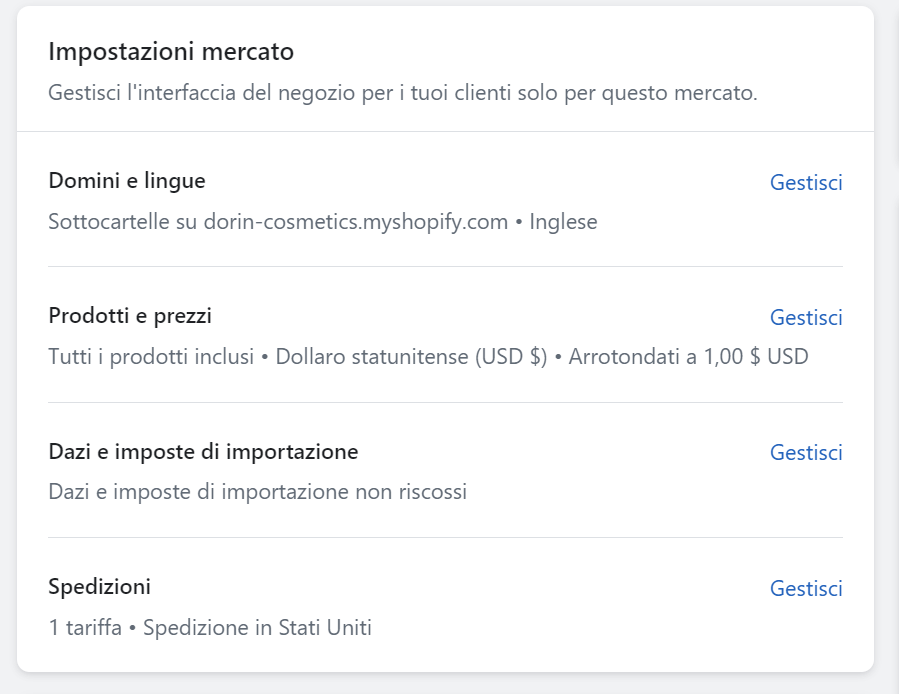 Impostazioni mercato
Gestisci l'interfaccia del negozio per i tuoi clienti solo per questo mercato.
Domini e lingue
Gestisci
Sottocartelle su dorin-cosmetics.myshopify.com • Inglese
Prodotti e prezzi
Gestisci
Tutti i prodotti inclusi • Dollaro statunitense (USD $) • Arrotondati a 1,00 $ USD
Dazi e imposte di importazione
Gestisci
Dazi e imposte di importazione non riscossi
Spedizioni
Gestisci
1 tariffa • Spedizione in Stati Uniti